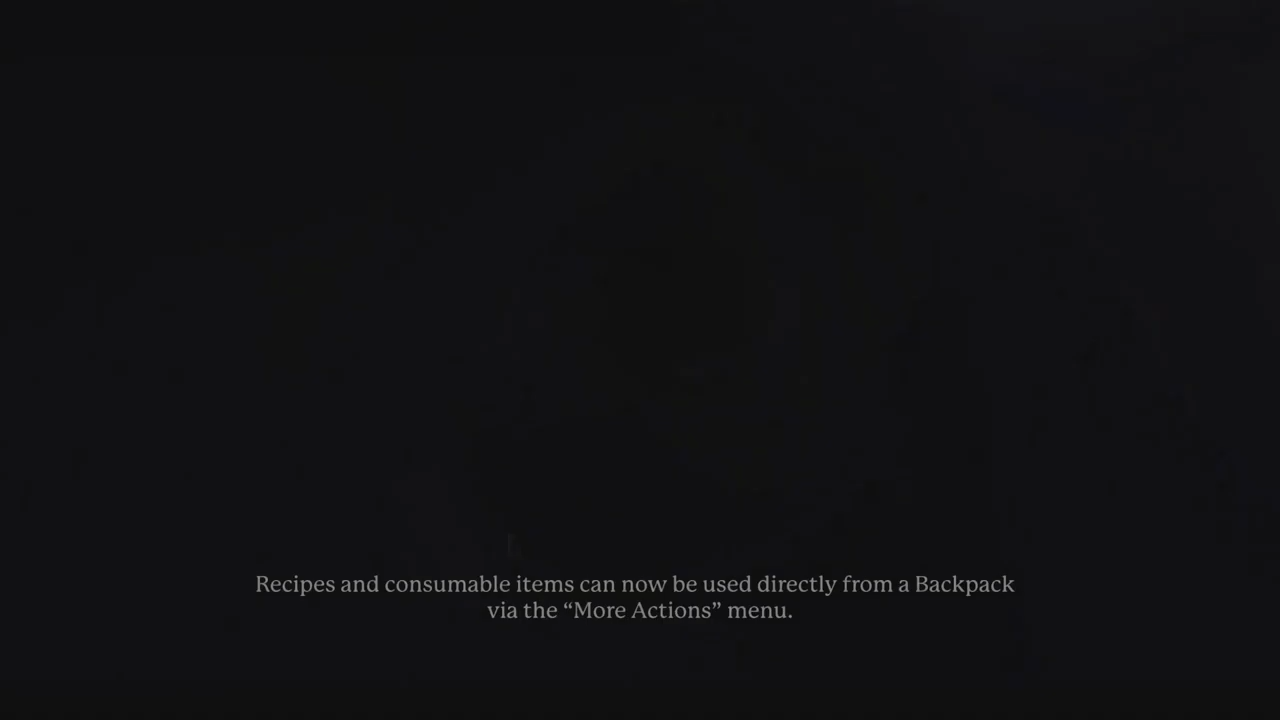 Recipes and consumable items can now be used directly from a Backpack
via the “More Actions” menu.